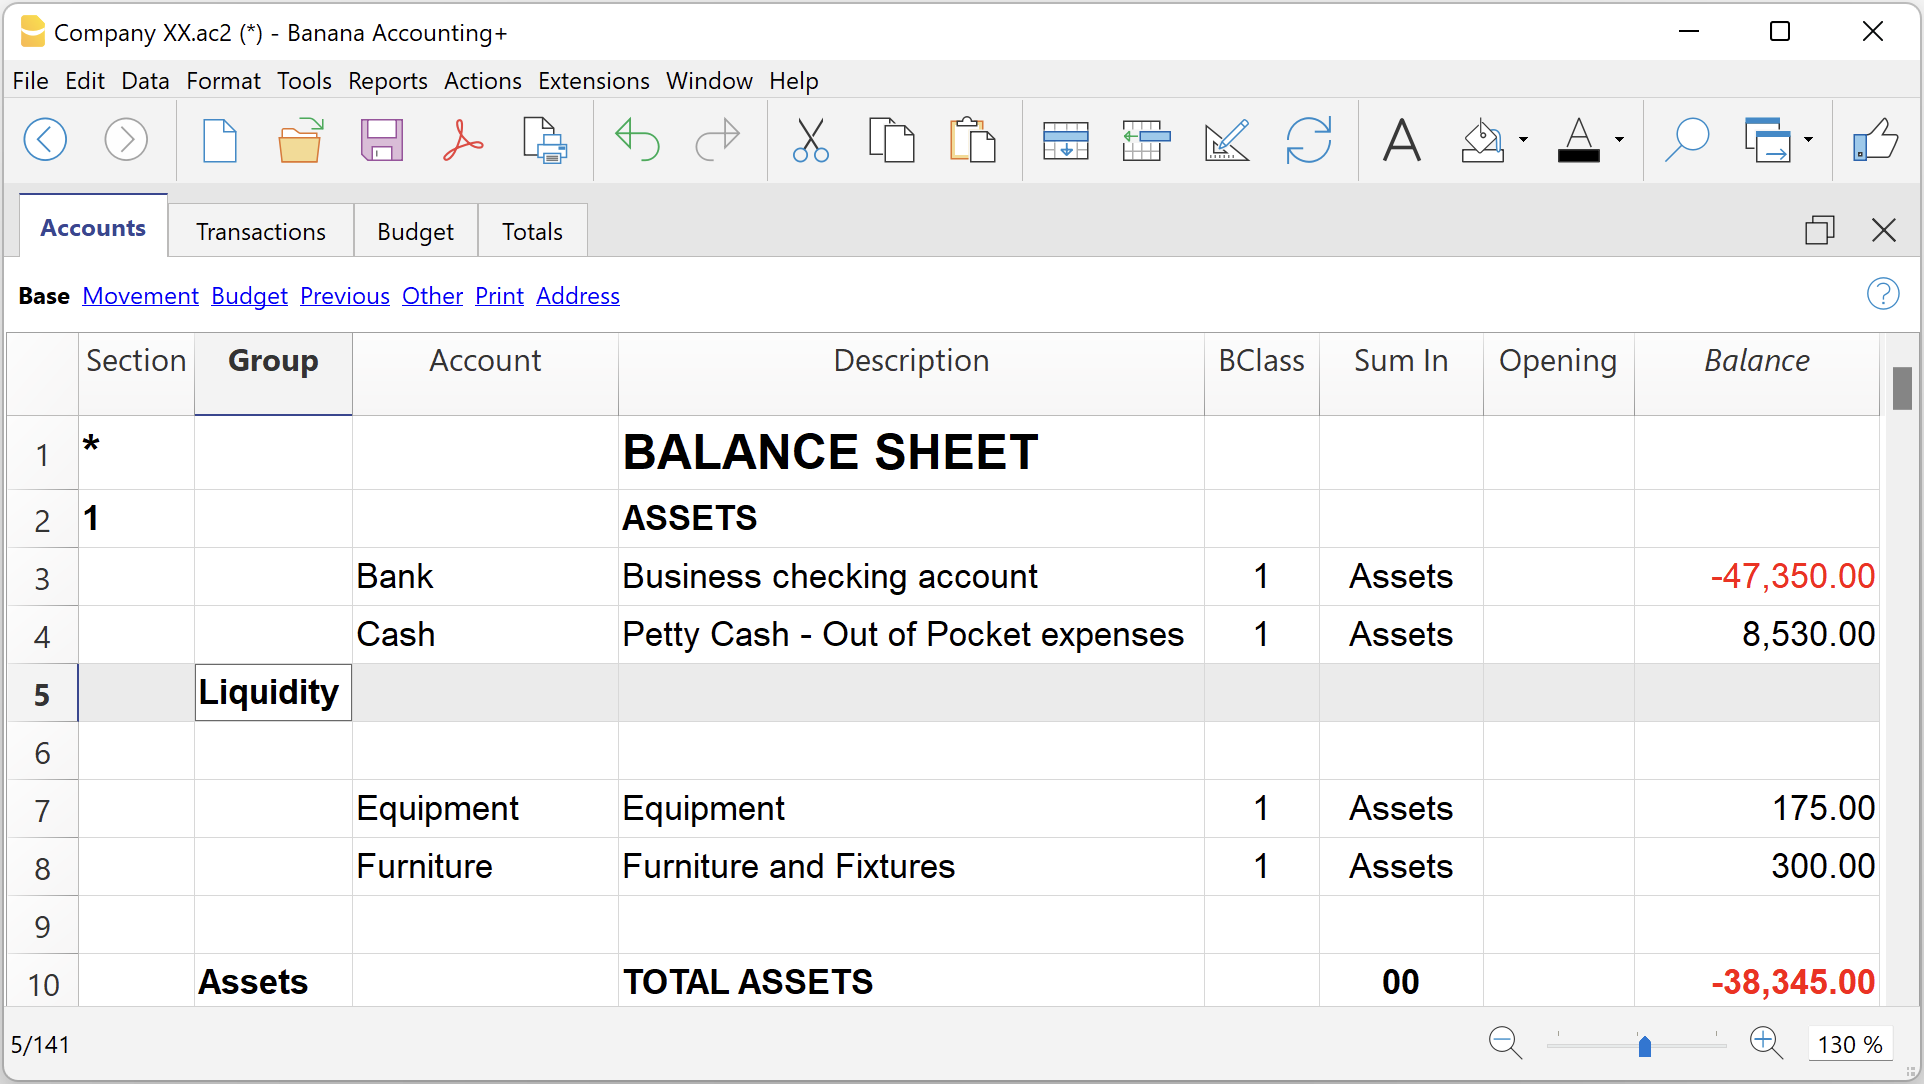 Company XX.ac2 (*) - Banana Accounting+
File Edit Data Format Tools Reports Actions Extensions Window Help
Accounts Transactions Budget Totals
Base Movement Budget Previous Other Print Address ?
Section Group Account Description BClass Sum In Opening Balance
1 * BALANCE SHEET
2 1 ASSETS
3 Bank Business checking account 1 Assets -47,350.00
4 Cash Petty Cash - Out of Pocket expenses 1 Assets 8,530.00
5 Liquidity
6
7 Equipment Equipment 1 Assets 175.00
8 Furniture Furniture and Fixtures 1 Assets 300.00
9
10 Assets TOTAL ASSETS 00 -38,345.00
5/141 130 %